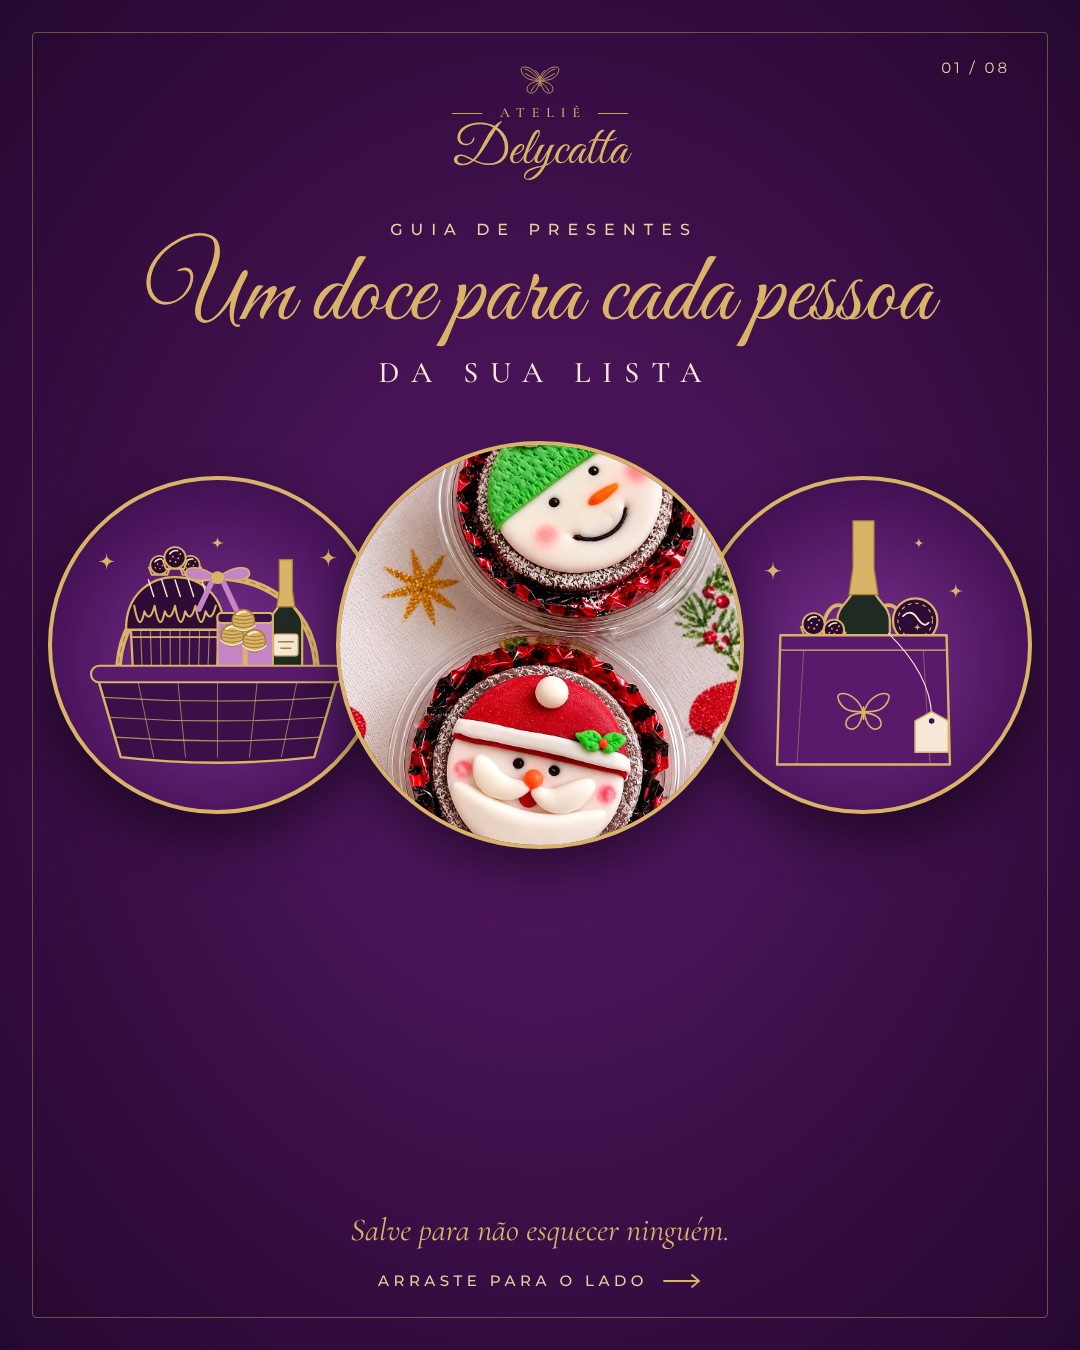 01 / 08
ATELIÊ
Delycatta
GUIA DE PRESENTES
Um doce para cada pessoa
DA SUA LISTA
Salve para não esquecer ninguém.
ARRASTE PARA O LADO